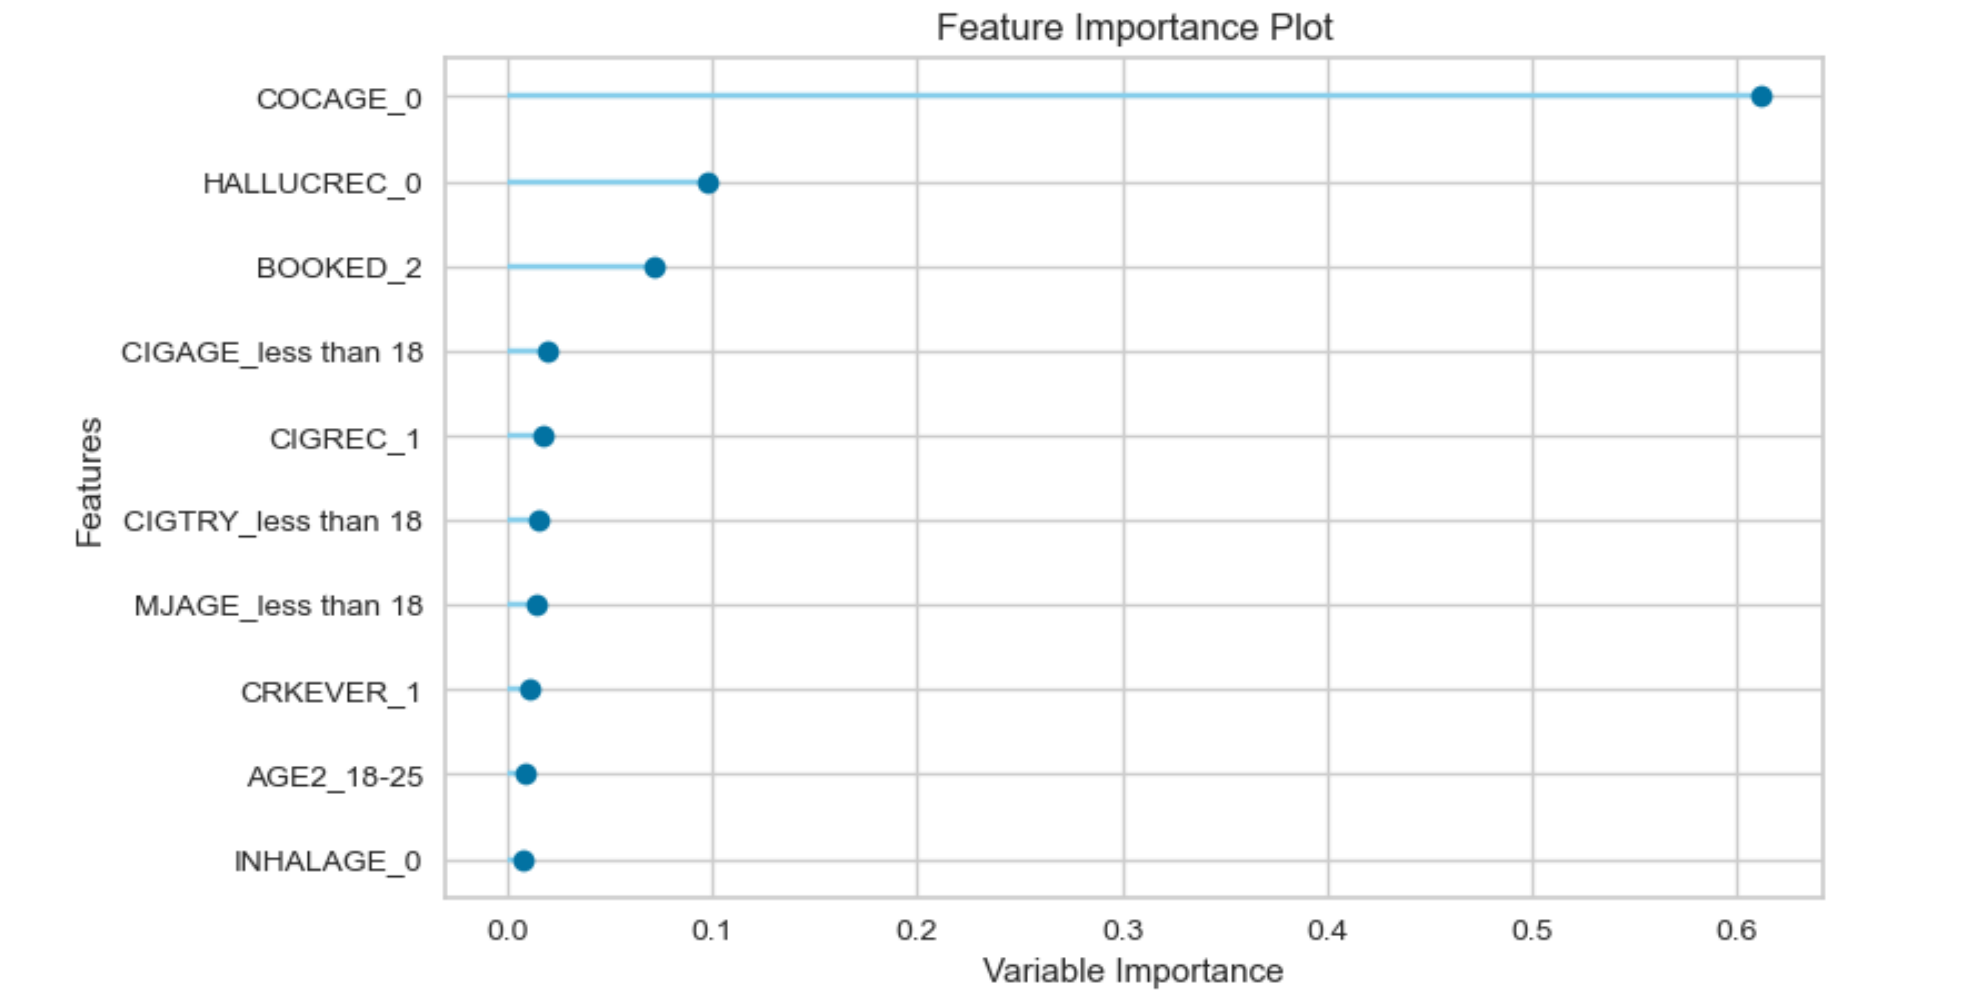 Feature Importance Plot
COCAGE_0
HALLUCREC_0
BOOKED_2
CIGAGE_less than 18
CIGREC_1
CIGTRY_less than 18
MJAGE_less than 18
CRKEVER_1
AGE2_18-25
INHALAGE_0
Features
0.0 0.1 0.2 0.3 0.4 0.5 0.6
Variable Importance